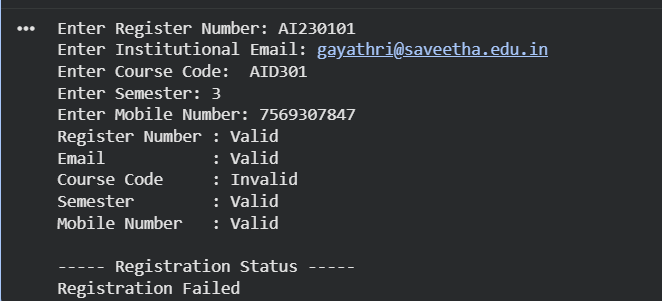 Enter Register Number: AI230101
Enter Institutional Email: gayathri@saveetha.edu.in
Enter Course Code:  AID301
Enter Semester: 3
Enter Mobile Number: 7569307847
Register Number : Valid
Email           : Valid
Course Code     : Invalid
Semester        : Valid
Mobile Number   : Valid

----- Registration Status -----
Registration Failed